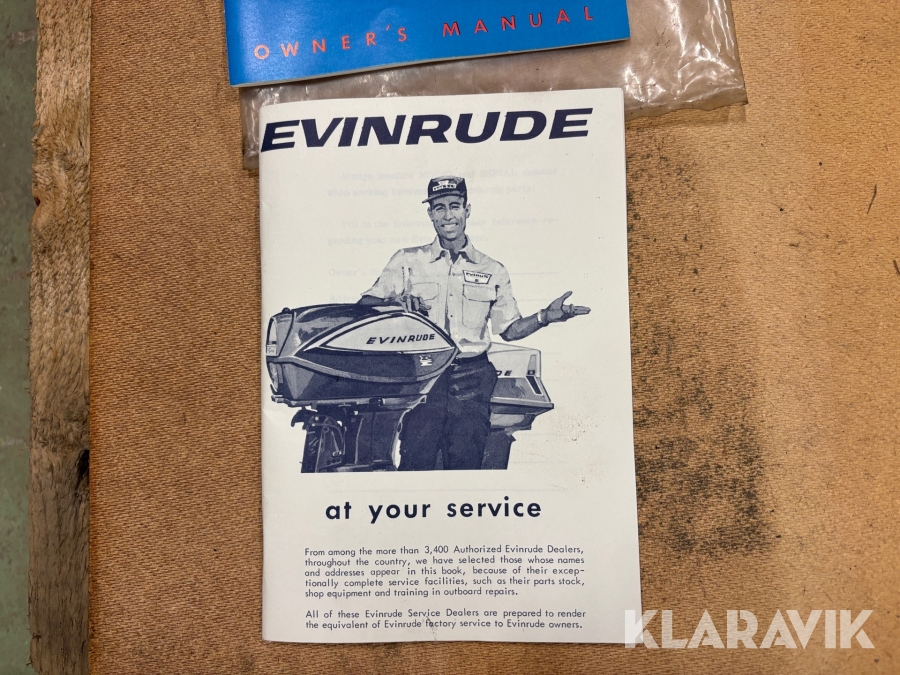 OWNER'S MANUAL
EVINRUDE
EVINRUDE
at your service
From among the more than 3,400 Authorized Evinrude Dealers,
throughout the country, we have selected those whose names
and addresses appear in this book, because of their excep-
tionally complete service facilities, such as their parts stock,
shop equipment and training in outboard repairs.
All of these Evinrude Service Dealers are prepared to render
the equivalent of Evinrude factory service to Evinrude owners.
KLARAVIK